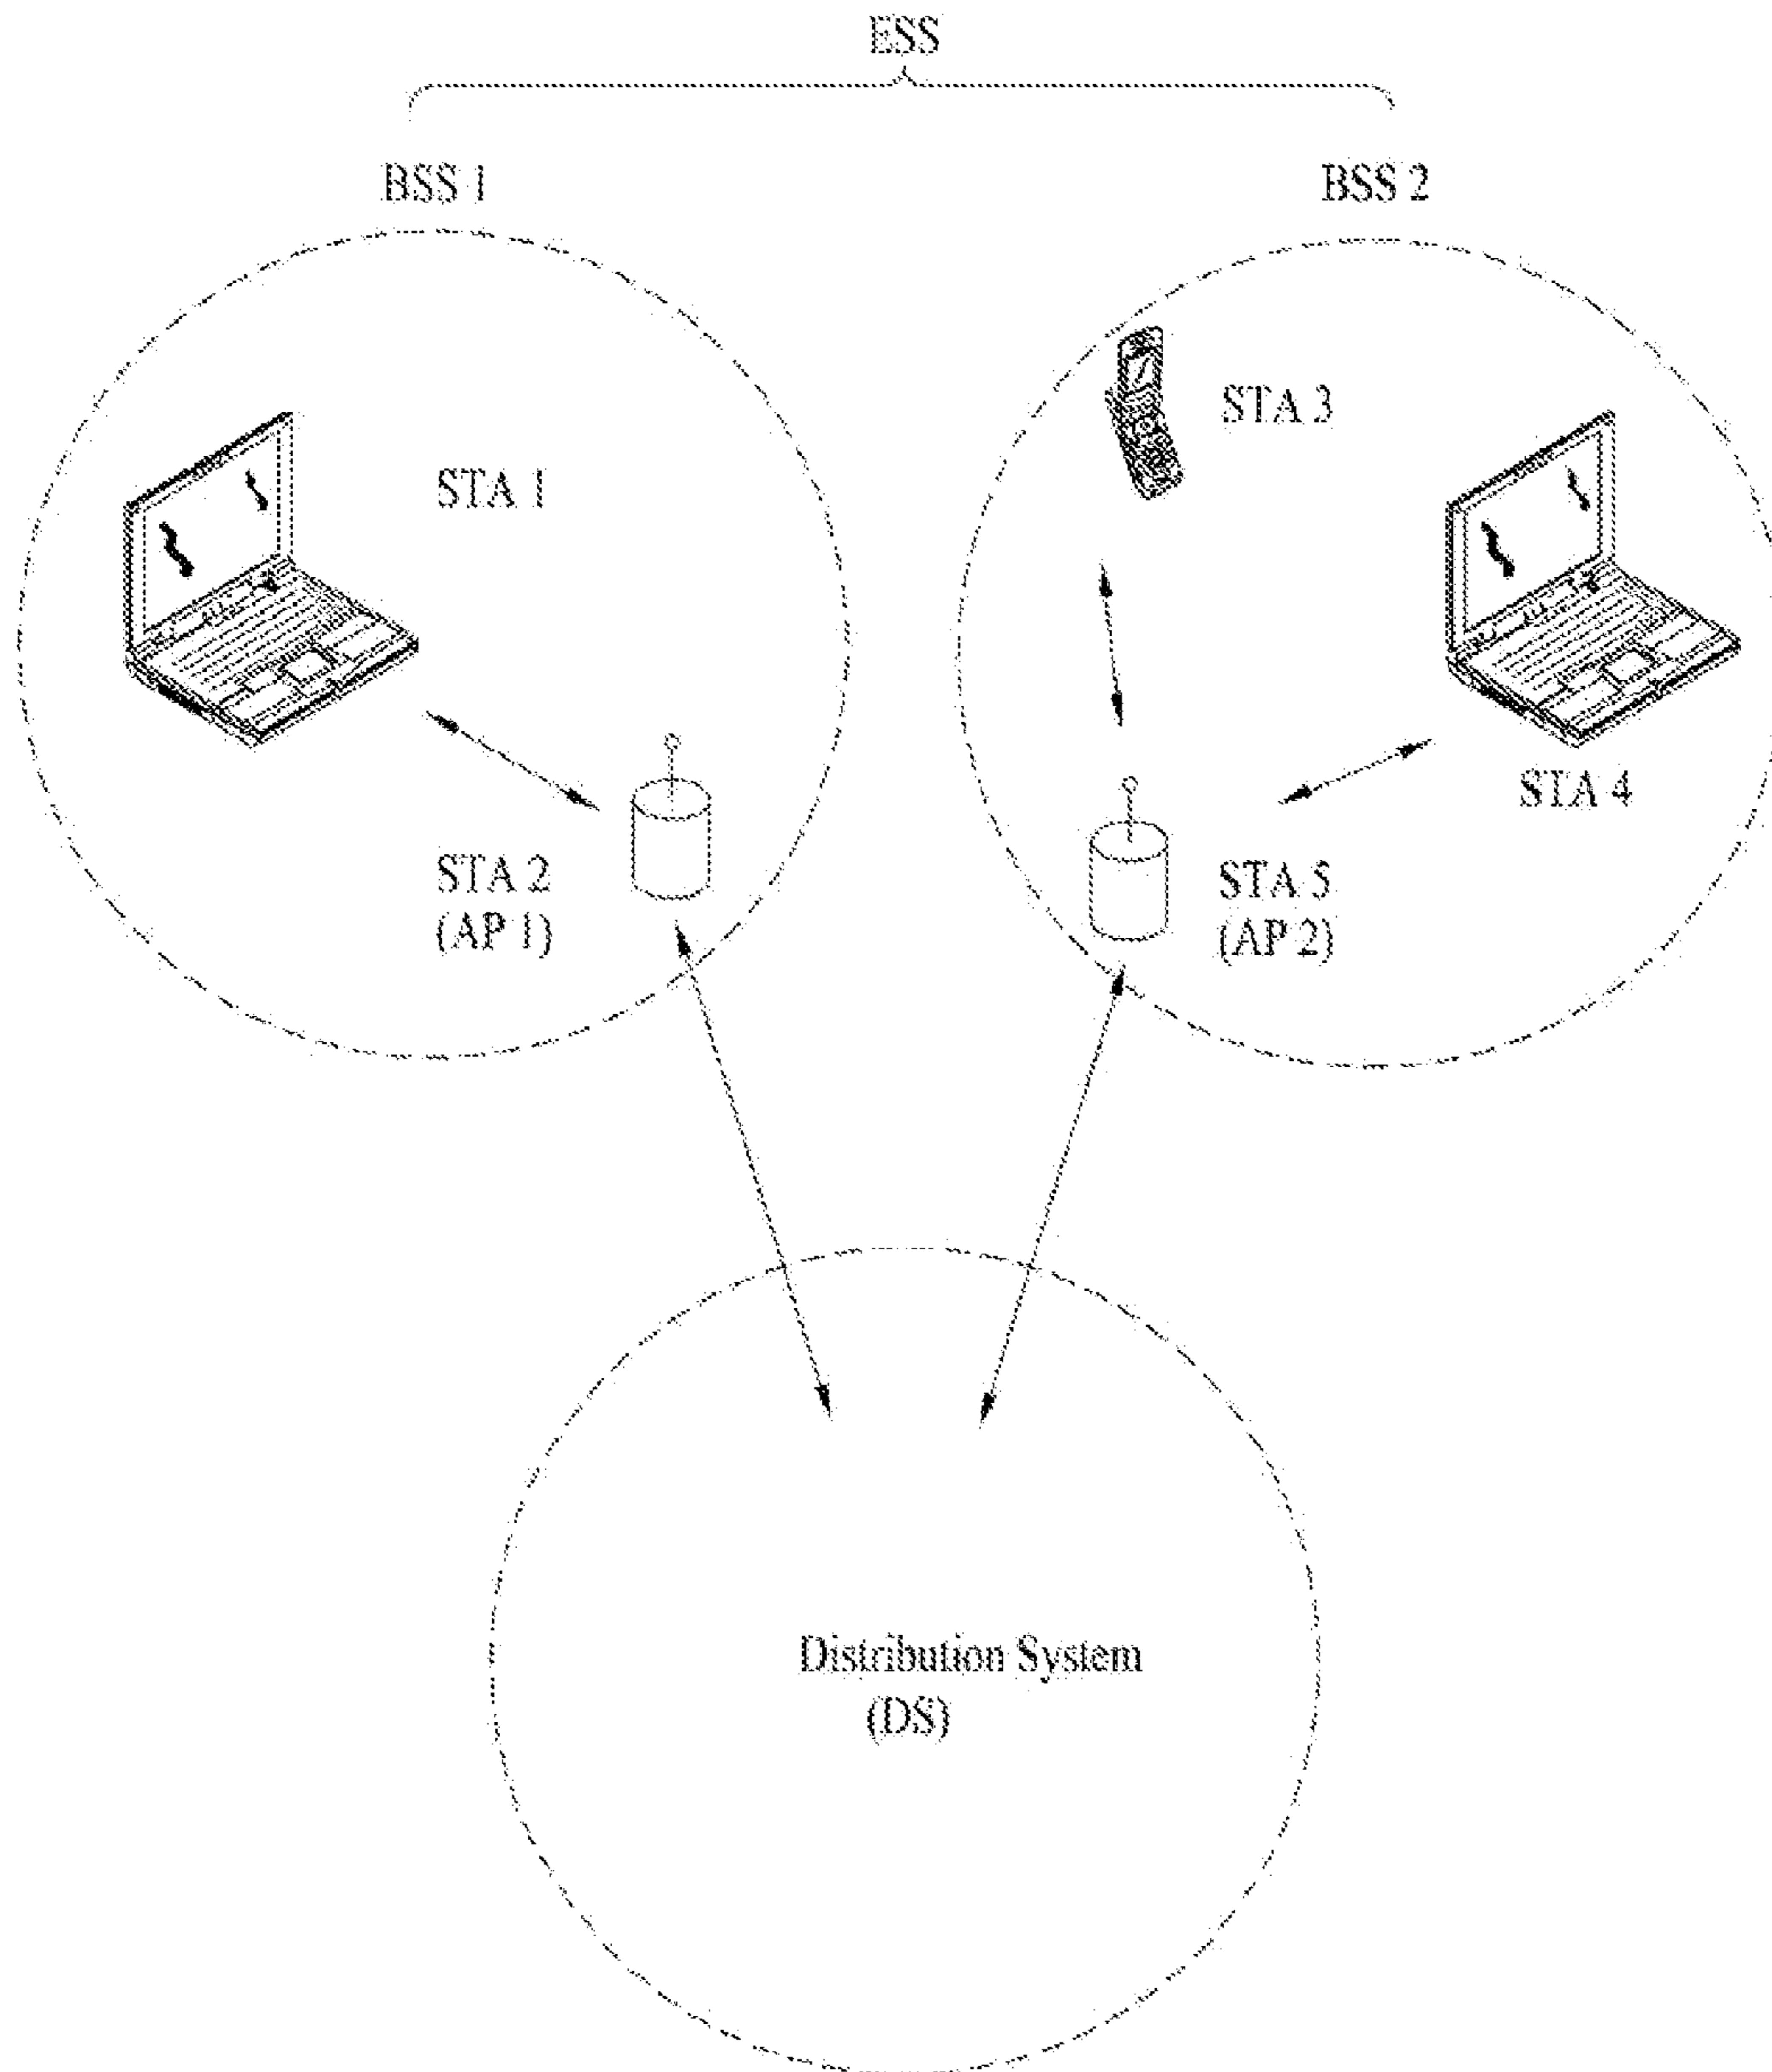 ESS
BSS 1
BSS 2
STA 1
STA 3
STA 4
STA 2
(AP 1)
STA 5
(AP 2)
Distribution System
(DS)